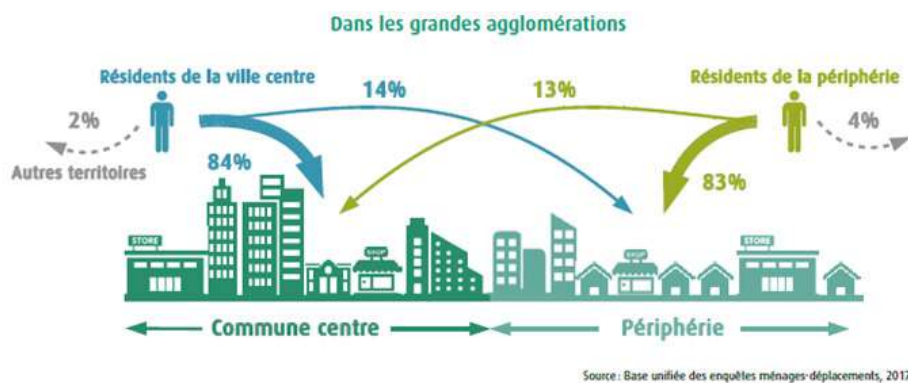 Dans les grandes agglomérations
Résidents de la ville centre
Résidents de la périphérie
14%
13%
2%
4%
Autres territoires
84%
83%
STORE
SHOP
SHOP
STORE
Commune centre
Périphérie
Source: Base unifiée des enquêtes ménages-déplacements, 2017